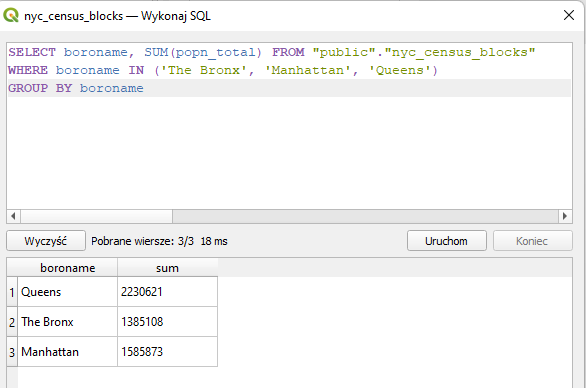 nyc_census_blocks — Wykonaj SQL
SELECT boroname, SUM(popn_total) FROM "public"."nyc_census_blocks"
WHERE boroname IN ('The Bronx', 'Manhattan', 'Queens')
GROUP BY boroname
Wyczyść Pobrane wiersze: 3/3 18 ms Uruchom Koniec
boroname sum
1 Queens 2230621
2 The Bronx 1385108
3 Manhattan 1585873